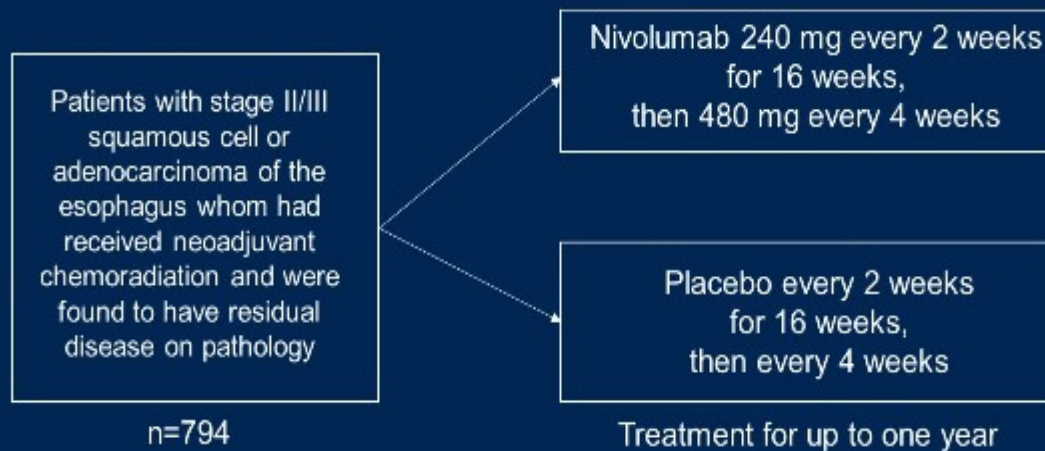 Patients with stage II/III
squamous cell or
adenocarcinoma of the
esophagus whom had
received neoadjuvant
chemoradiation and were
found to have residual
disease on pathology
n=794
Nivolumab 240 mg every 2 weeks
for 16 weeks,
then 480 mg every 4 weeks
Placebo every 2 weeks
for 16 weeks,
then every 4 weeks
Treatment for up to one year